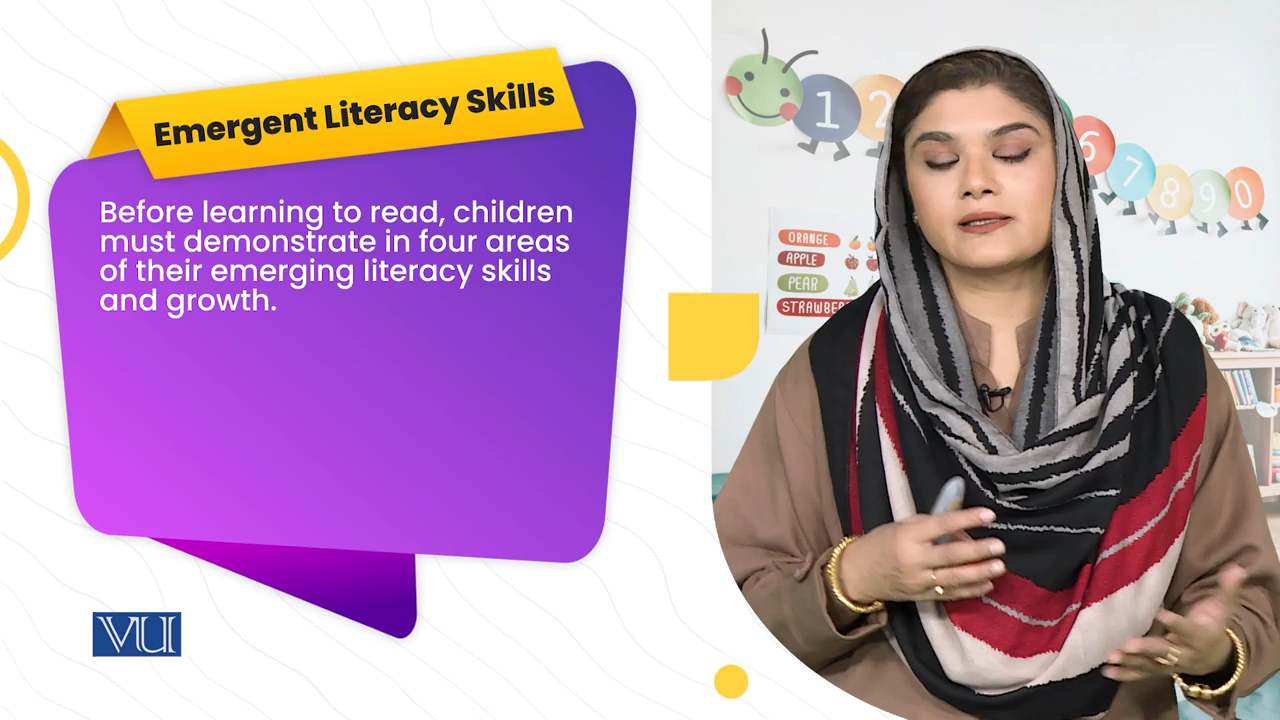 Emergent Literacy Skills
Before learning to read, children
must demonstrate in four areas
of their emerging literacy skills
and growth.
VU
1 2 6 7 8 9 0
ORANGE
APPLE
PEAR